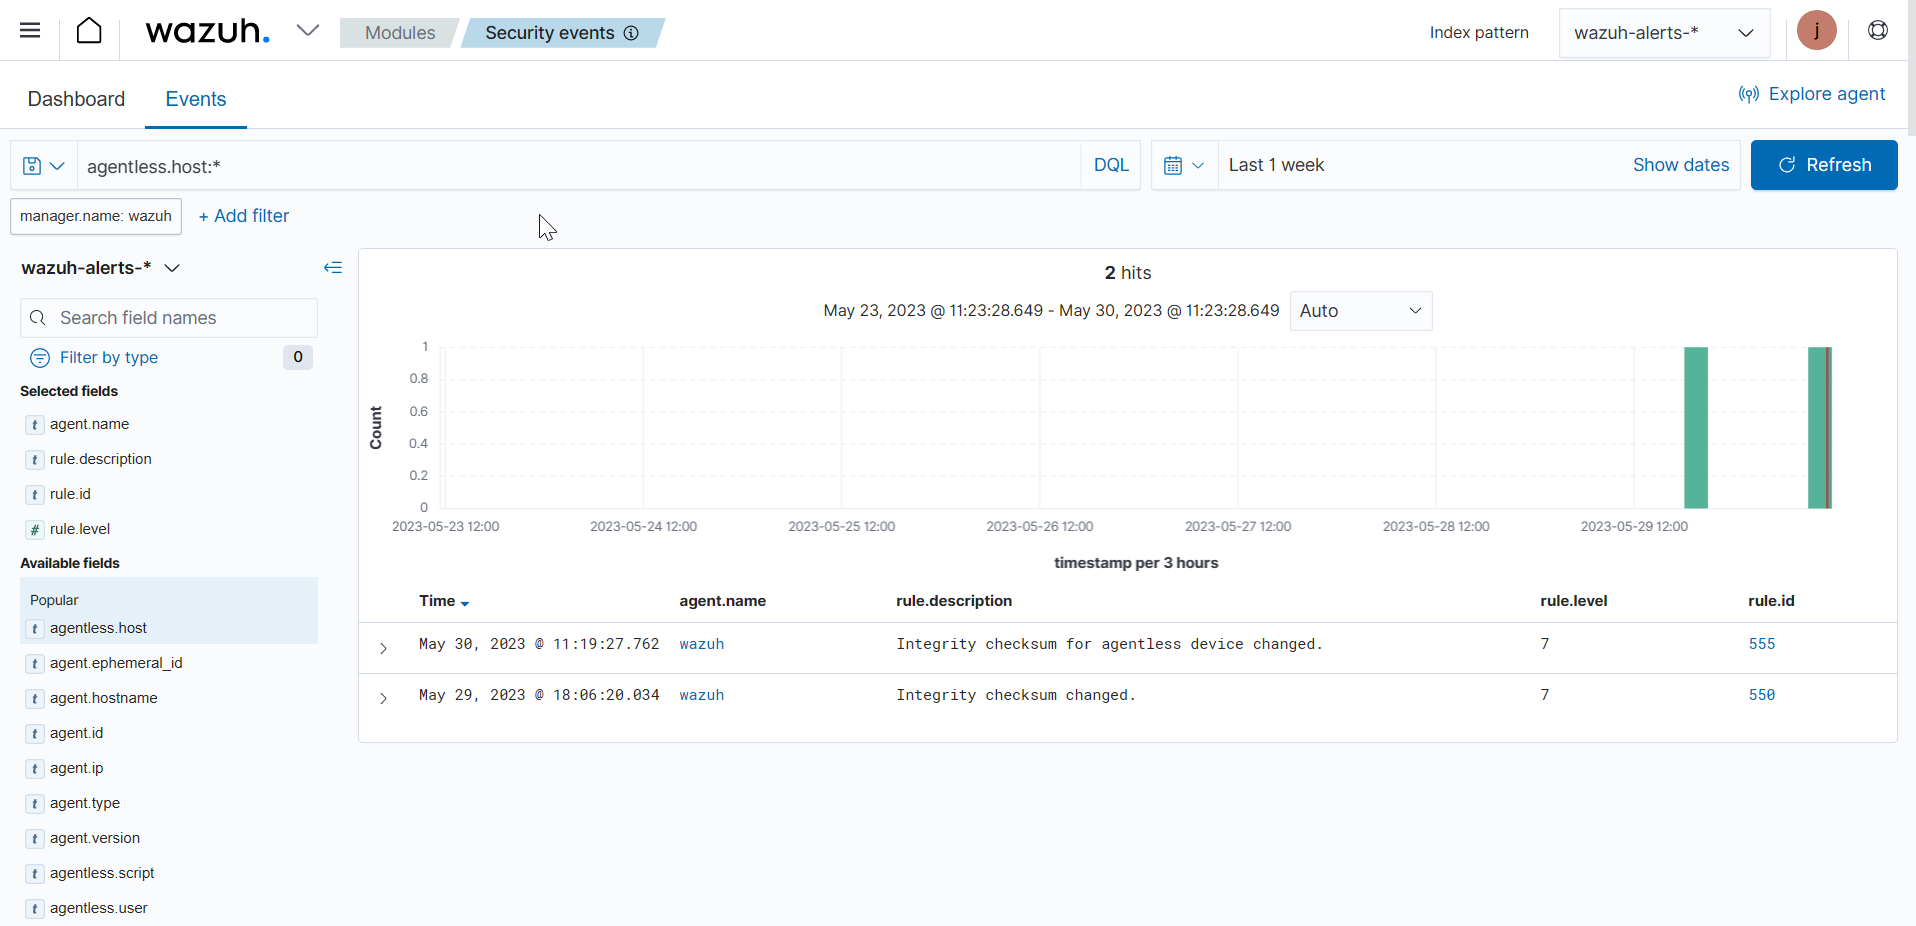 wazuh.
Modules
Security events
Index pattern
wazuh-alerts-*
j
Dashboard
Events
Explore agent
agentless.host:*
DQL
Last 1 week
Show dates
Refresh
manager.name: wazuh
+ Add filter
wazuh-alerts-*
Search field names
Filter by type
0
Selected fields
t agent.name
t rule.description
t rule.id
# rule.level
Available fields
Popular
t agentless.host
t agent.ephemeral_id
t agent.hostname
t agent.id
t agent.ip
t agent.type
t agent.version
t agentless.script
t agentless.user
2 hits
May 23, 2023 @ 11:23:28.649 - May 30, 2023 @ 11:23:28.649
Auto
Count
1
0.8
0.6
0.4
0.2
0
2023-05-23 12:00 2023-05-24 12:00 2023-05-25 12:00 2023-05-26 12:00 2023-05-27 12:00 2023-05-28 12:00 2023-05-29 12:00
timestamp per 3 hours
Time agent.name rule.description rule.level rule.id
May 30, 2023 @ 11:19:27.762 wazuh Integrity checksum for agentless device changed. 7 555
May 29, 2023 @ 18:06:20.034 wazuh Integrity checksum changed. 7 550